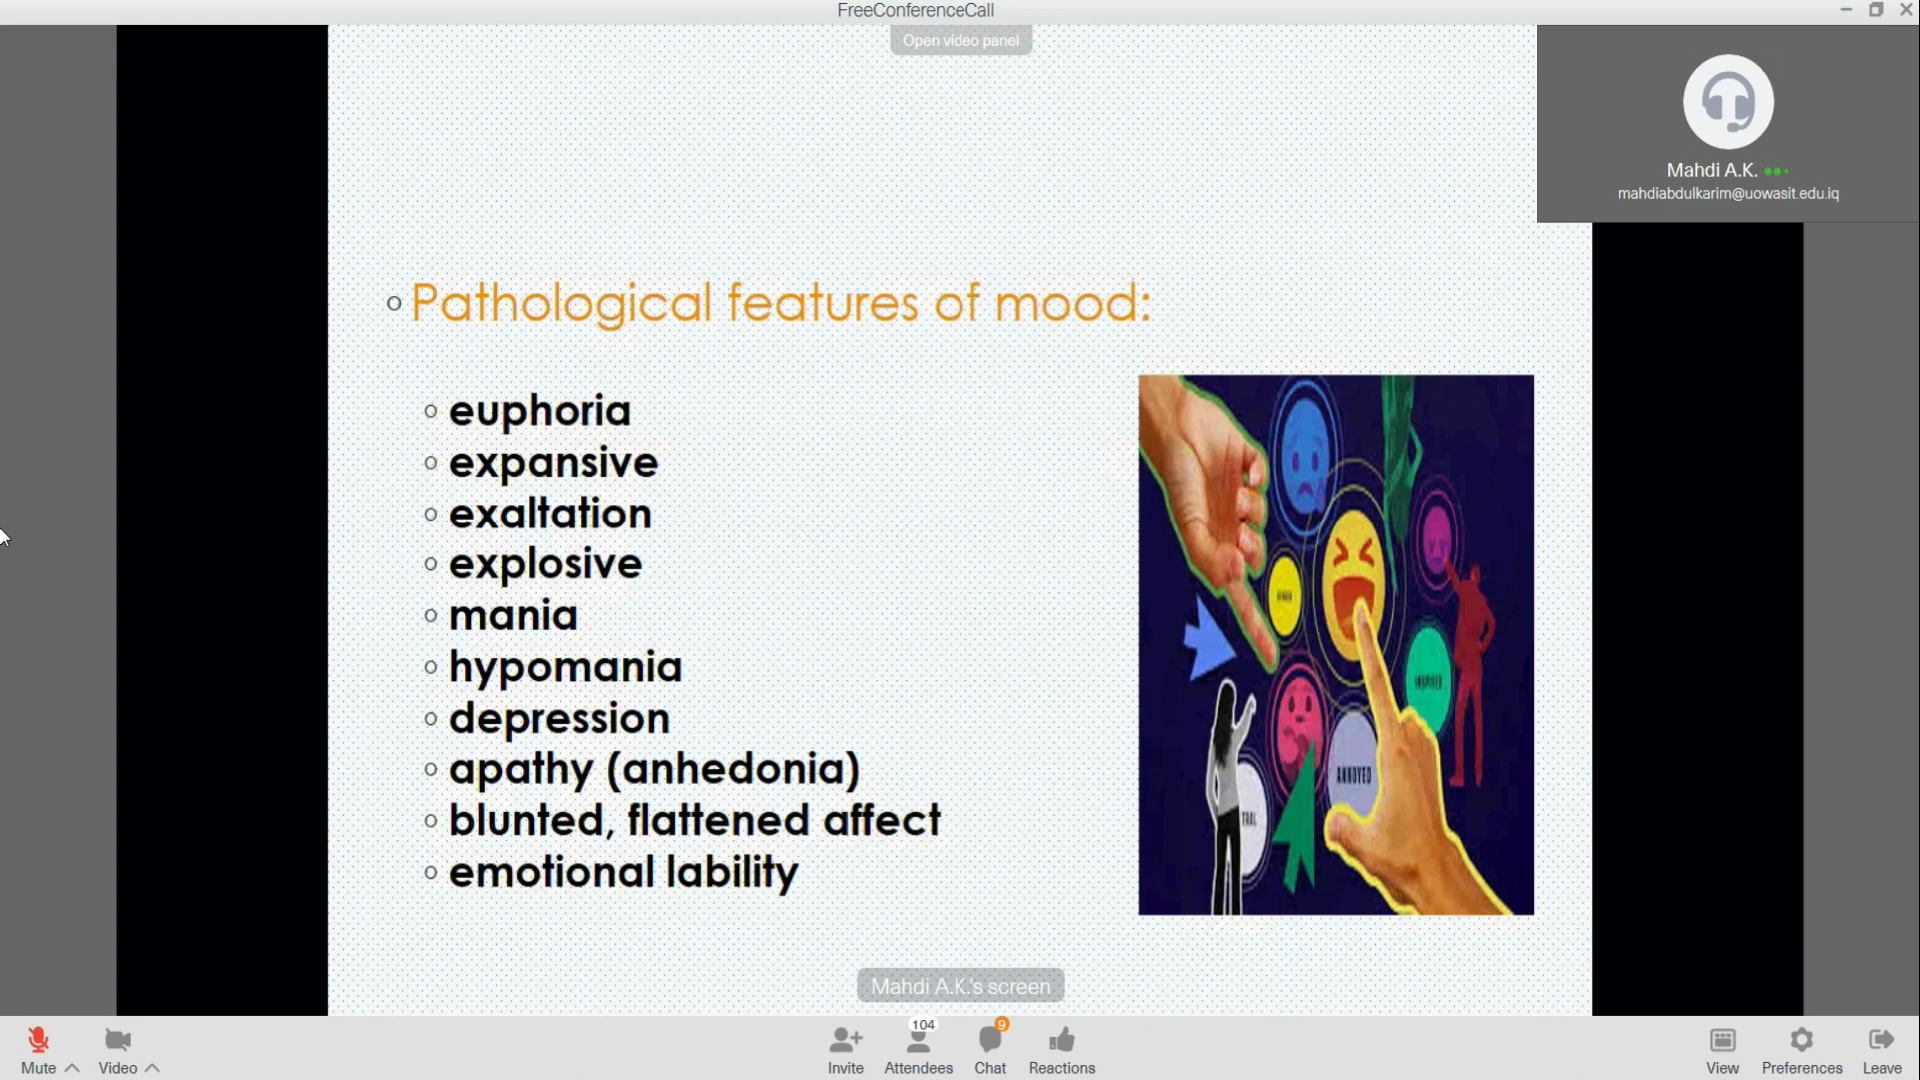 FreeConferenceCall
Open video panel
Mahdi A.K.
mahdiabdulkarim@uowasit.edu.iq
Pathological features of mood:
euphoria
expansive
exaltation
explosive
mania
hypomania
depression
apathy (anhedonia)
blunted, flattened affect
emotional lability
INSPIRED
ANNOYED
TRAL
Mahdi A.K.'s screen
104
9
Mute
Video
Invite
Attendees
Chat
Reactions
View
Preferences
Leave